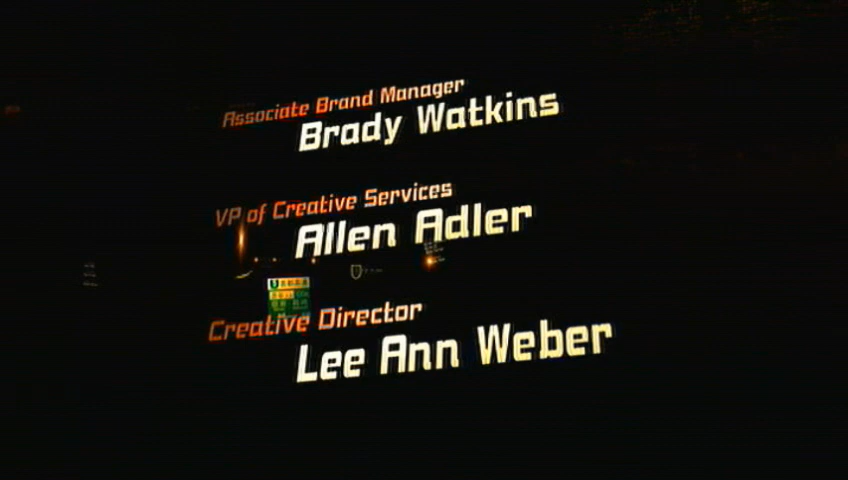 Associate Brand Manager
Brady Watkins
VP of Creative Services
Allen Adler
Creative Director
Lee Ann Weber